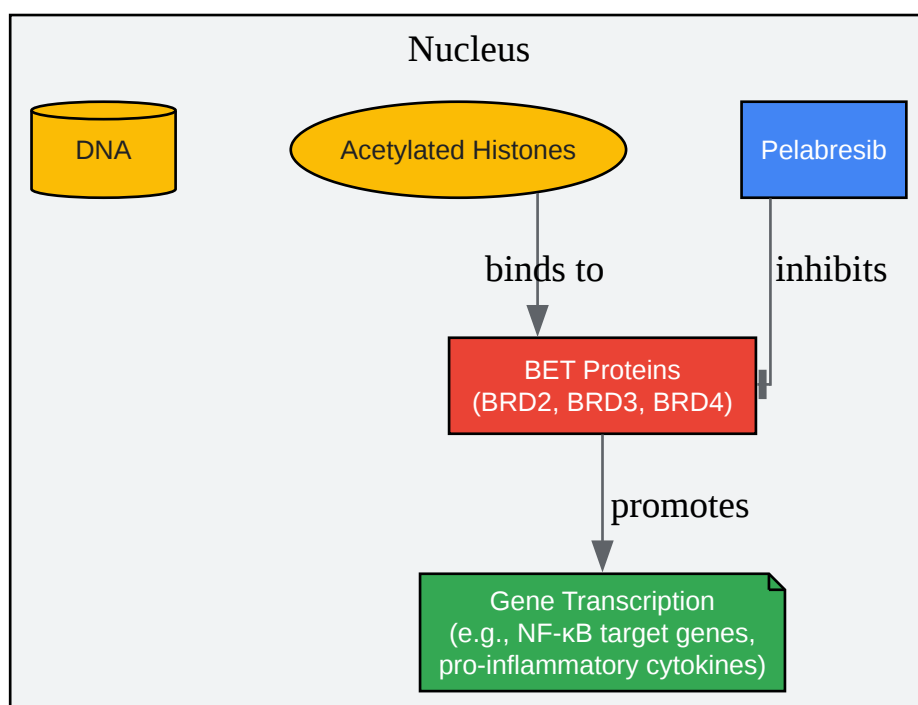 Nucleus
DNA
Acetylated Histones
Pelabresib
binds to
inhibits
BET Proteins
(BRD2, BRD3, BRD4)
promotes
Gene Transcription
(e.g., NF-κB target genes,
pro-inflammatory cytokines)